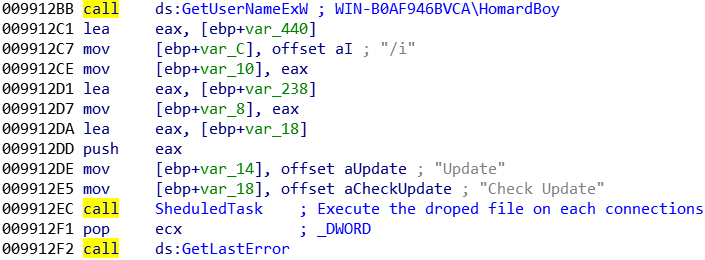 009912BB call ds:GetUserNameExW ; WIN-B0AF946BVCA\HomardBoy
009912C1 lea eax, [ebp+var_440]
009912C7 mov [ebp+var_C], offset aI ; "/i"
009912CE mov [ebp+var_10], eax
009912D1 lea eax, [ebp+var_238]
009912D7 mov [ebp+var_8], eax
009912DA lea eax, [ebp+var_18]
009912DD push eax
009912DE mov [ebp+var_14], offset aUpdate ; "Update"
009912E5 mov [ebp+var_18], offset aCheckUpdate ; "Check Update"
009912EC call SheduledTask ; Execute the droped file on each connections
009912F1 pop ecx ; _DWORD
009912F2 call ds:GetLastError